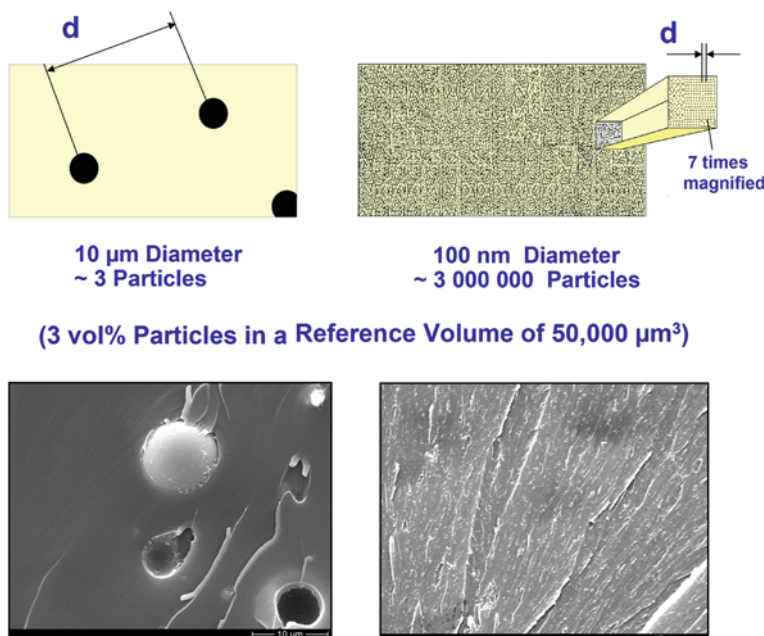 d
d
7 times
magnified
10 µm Diameter
~ 3 Particles
100 nm Diameter
~ 3 000 000 Particles
(3 vol% Particles in a Reference Volume of 50,000 µm³)
10 µm